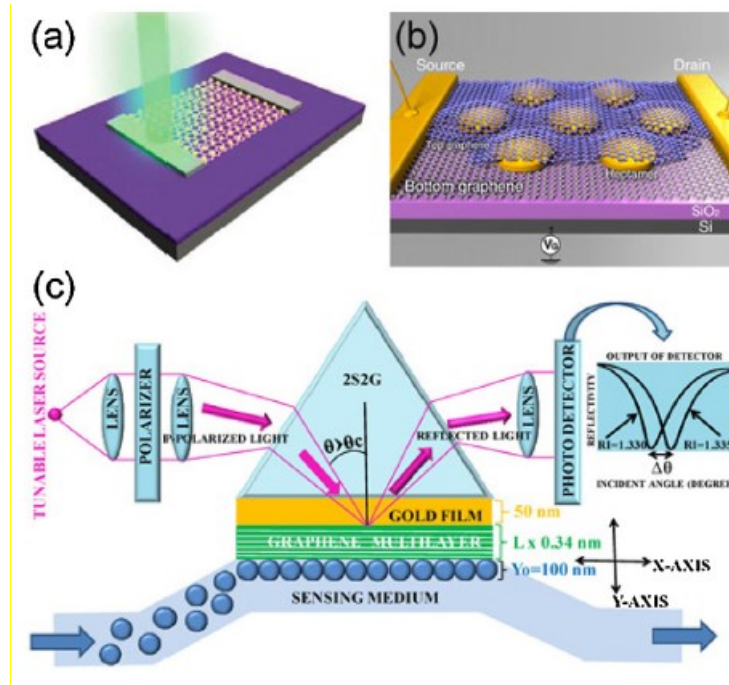 (a)
(b)
Source
Drain
Top graphene
Heptamer
Bottom graphene
SiO₂
Si
V_G
(c)
TUNABLE LASER SOURCE
LENS
POLARIZER
LENS
P-POLARIZED LIGHT
2S2G
θ>θc
REFLECTED LIGHT
LENS
PHOTO DETECTOR
OUTPUT OF DETECTOR
REFLECTIVITY
RI=1.330
RI=1.335
Δθ
INCIDENT ANGLE (DEGREE)
GOLD FILM
50 nm
GRAPHENE MULTILAYER
L x 0.34 nm
Yo=100 nm
SENSING MEDIUM
X-AXIS
Y-AXIS